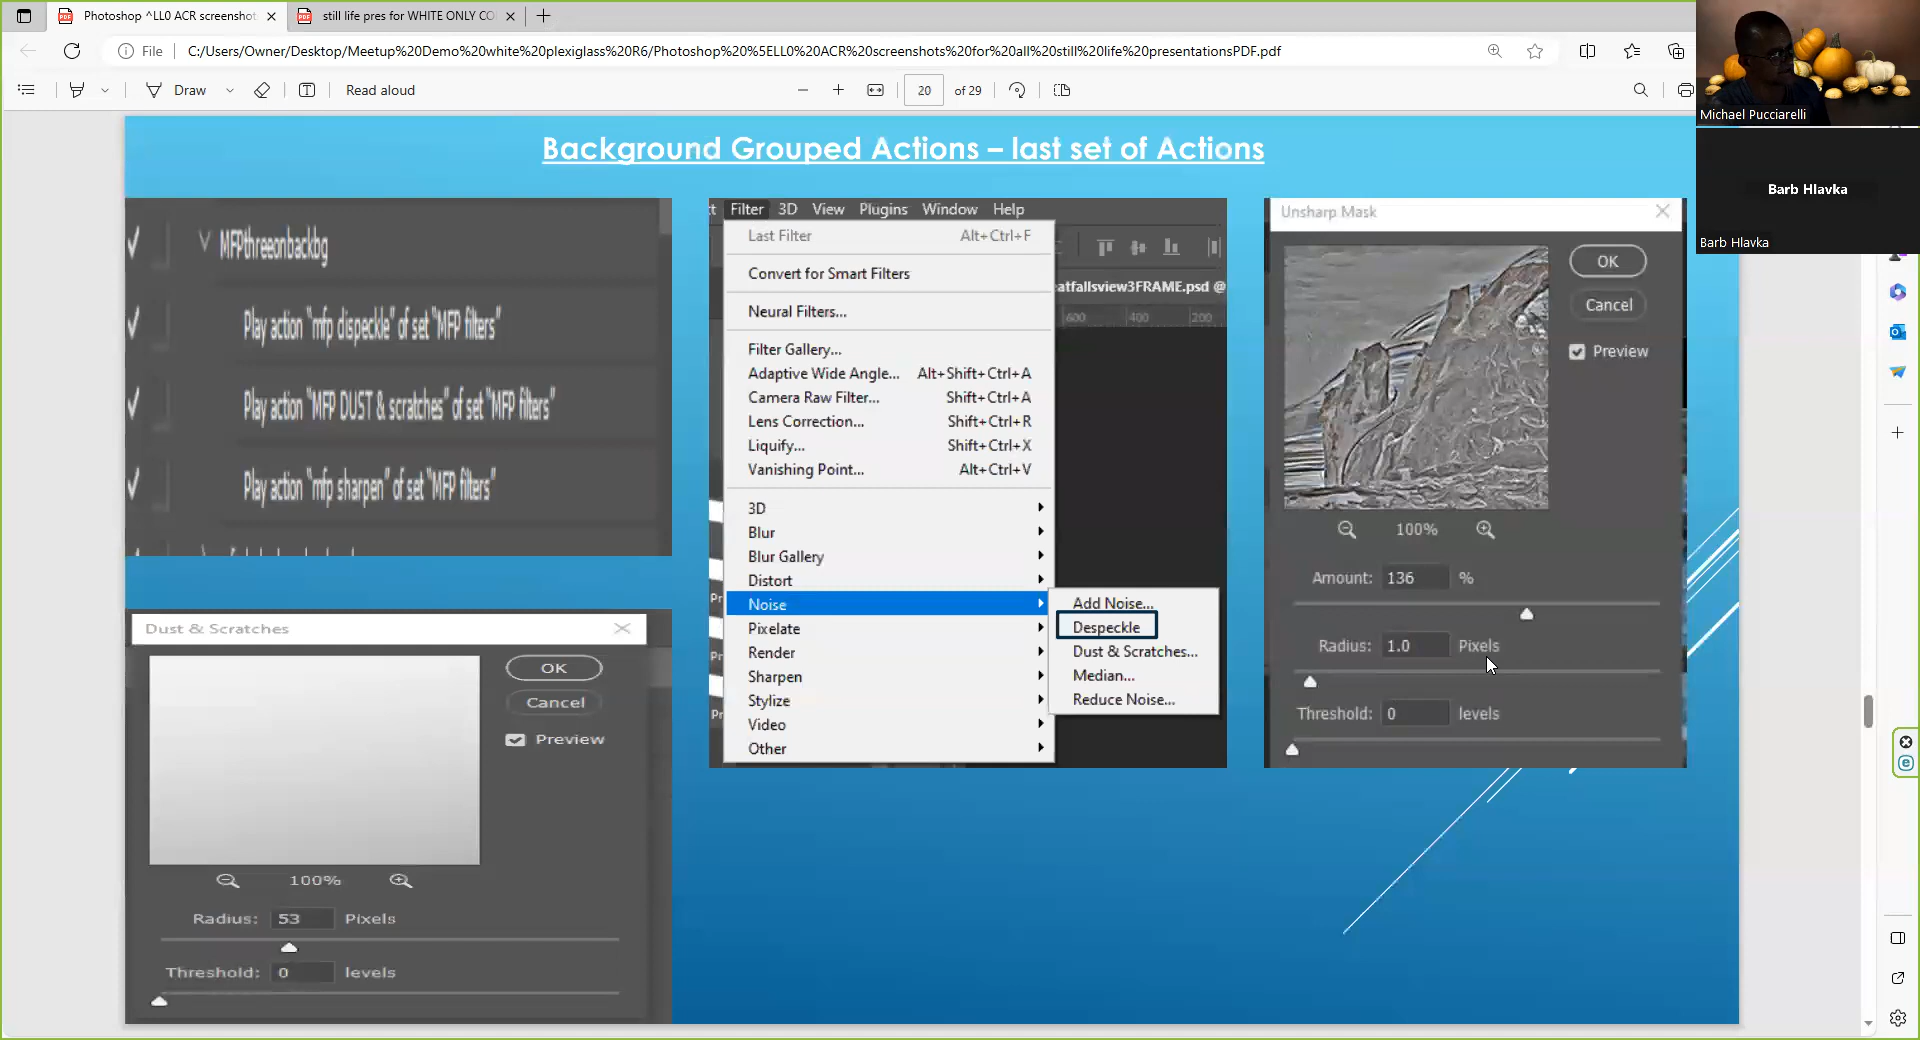 Photoshop ^LL0 ACR screenshot
still life pres for WHITE ONLY CO
File
C:/Users/Owner/Desktop/Meetup%20Demo%20white%20plexiglass%20R6/Photoshop%20%5ELL0%20ACR%20screenshots%20for%20all%20still%20life%20presentationsPDF.pdf
Draw
Read aloud
20 of 29
Michael Pucciarelli
Barb Hlavka
Barb Hlavka
Background Grouped Actions – last set of Actions
MFPthreeonbackbg
Play action "mfp dispeckle" of set "MFP filters"
Play action "MFP DUST & scratches" of set "MFP filters"
Play action "mfp sharpen" of set "MFP filters"
Dust & Scratches
OK
Cancel
Preview
100%
Radius: 53 Pixels
Threshold: 0 levels
Filter 3D View Plugins Window Help
Last Filter Alt+Ctrl+F
Convert for Smart Filters
Neural Filters...
Filter Gallery...
Adaptive Wide Angle... Alt+Shift+Ctrl+A
Camera Raw Filter... Shift+Ctrl+A
Lens Correction... Shift+Ctrl+R
Liquify... Shift+Ctrl+X
Vanishing Point... Alt+Ctrl+V
3D
Blur
Blur Gallery
Distort
Noise
Pixelate
Render
Sharpen
Stylize
Video
Other
atfallsview3FRAME.psd @
600 400 200
Add Noise...
Despeckle
Dust & Scratches...
Median...
Reduce Noise...
Unsharp Mask
OK
Cancel
Preview
100%
Amount: 136 %
Radius: 1.0 Pixels
Threshold: 0 levels